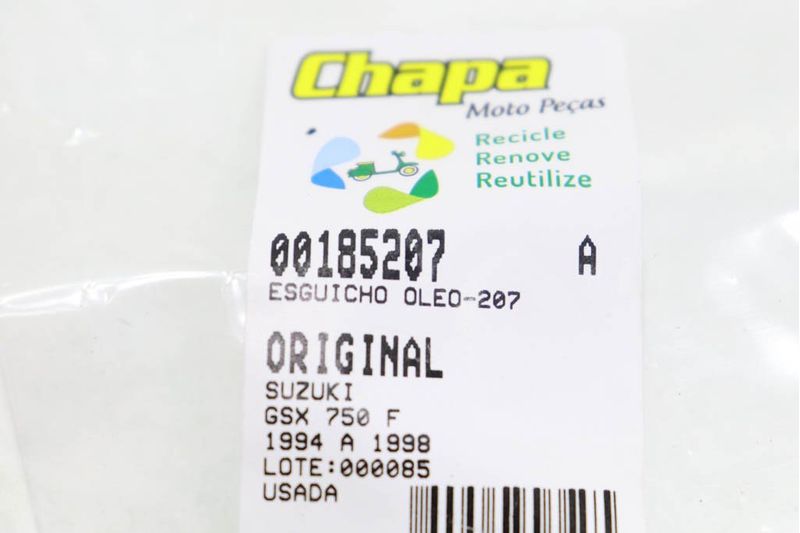 Chapa
Moto Peças
Recicle
Renove
Reutilize
00185207 A
ESGUICHO OLEO-207
ORIGINAL
SUZUKI
GSX 750 F
1994 A 1998
LOTE:000085
USADA